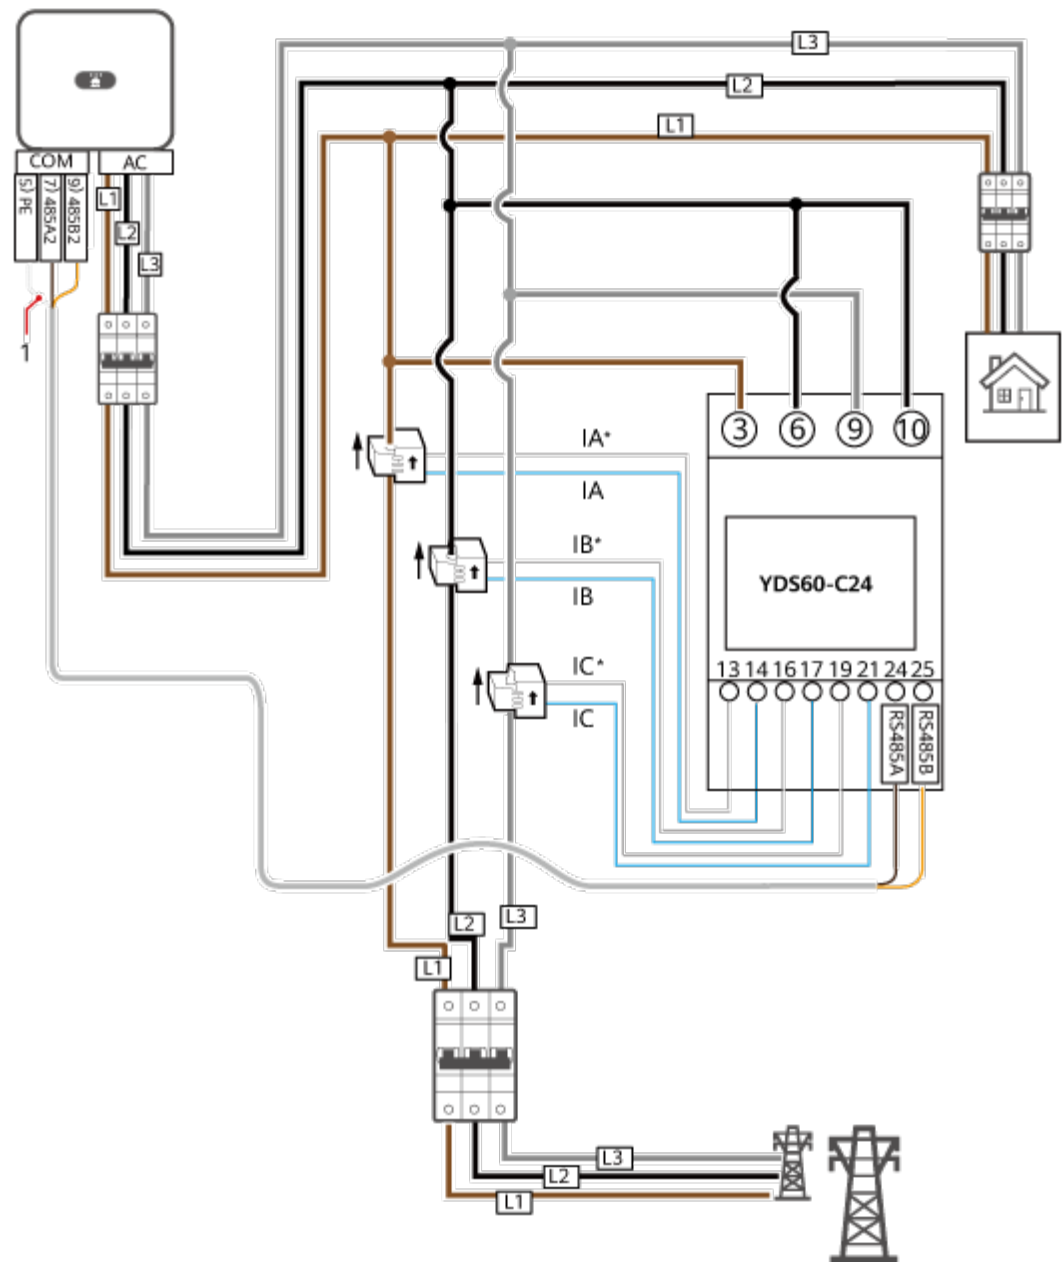 L3
L2
L1
COM
AC
5) PE
7) 485A2
9) 485B2
L1
L2
L3
1
3
6
9
10
IA*
IA
IB*
IB
IC*
IC
YDS60-C24
13 14 16 17 19 21 24 25
RS485A
RS485B
L2
L3
L1
L3
L2
L1